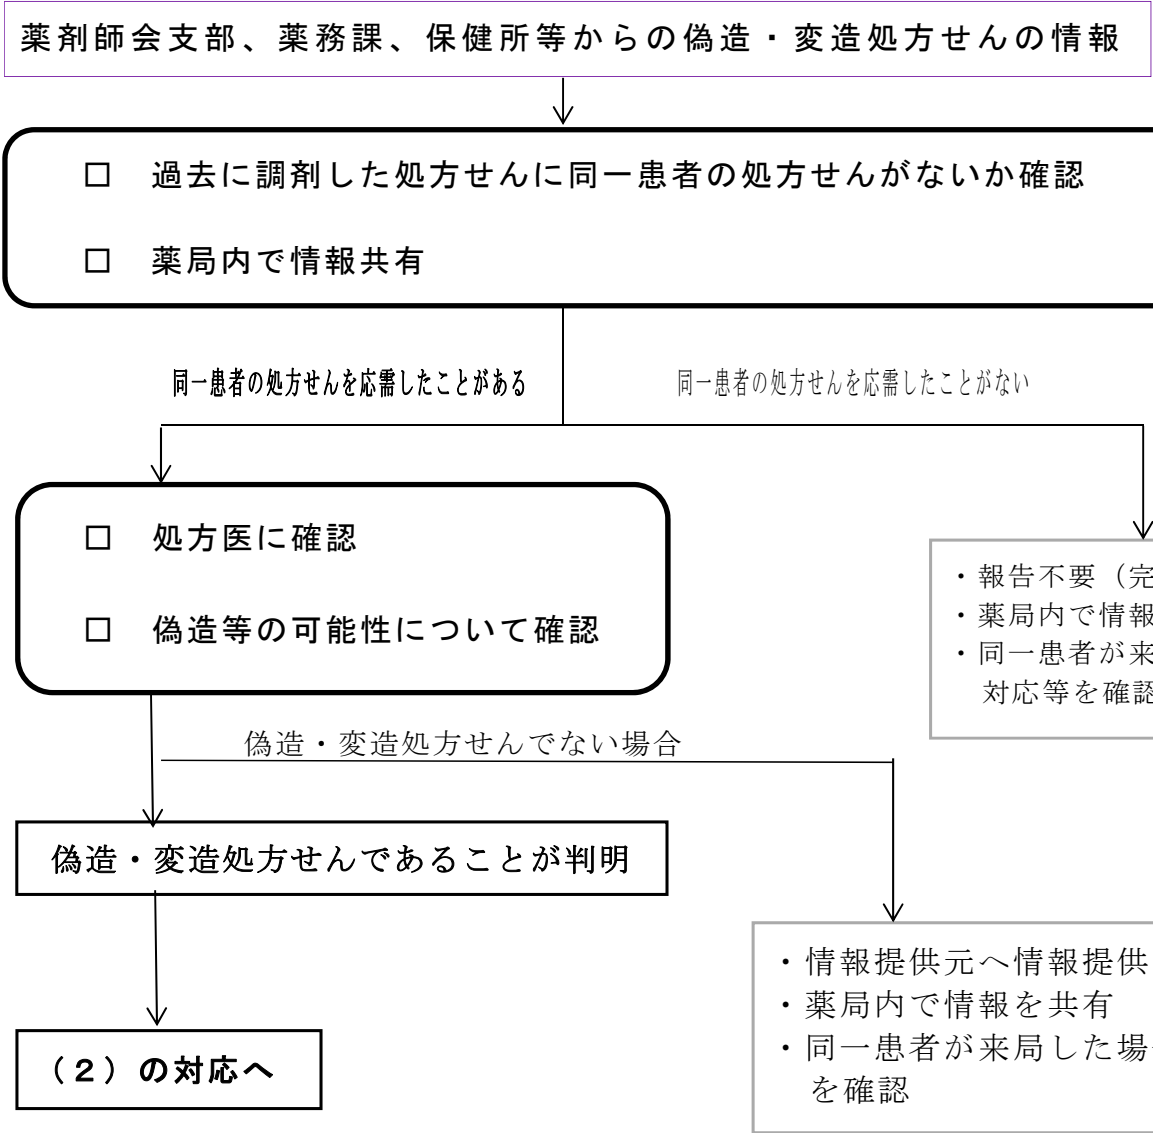 薬剤師会支部、薬務課、保健所等からの偽造・変造処方せんの情報
□ 過去に調剤した処方せんに同一患者の処方せんがないか確認
□ 薬局内で情報共有
同一患者の処方せんを応需したことがある
同一患者の処方せんを応需したことがない
□ 処方医に確認
□ 偽造等の可能性について確認
・報告不要（完
・薬局内で情報
・同一患者が来
対応等を確認
偽造・変造処方せんでない場合
偽造・変造処方せんであることが判明
・情報提供元へ情報提供
・薬局内で情報を共有
・同一患者が来局した場
を確認
（２）の対応へ